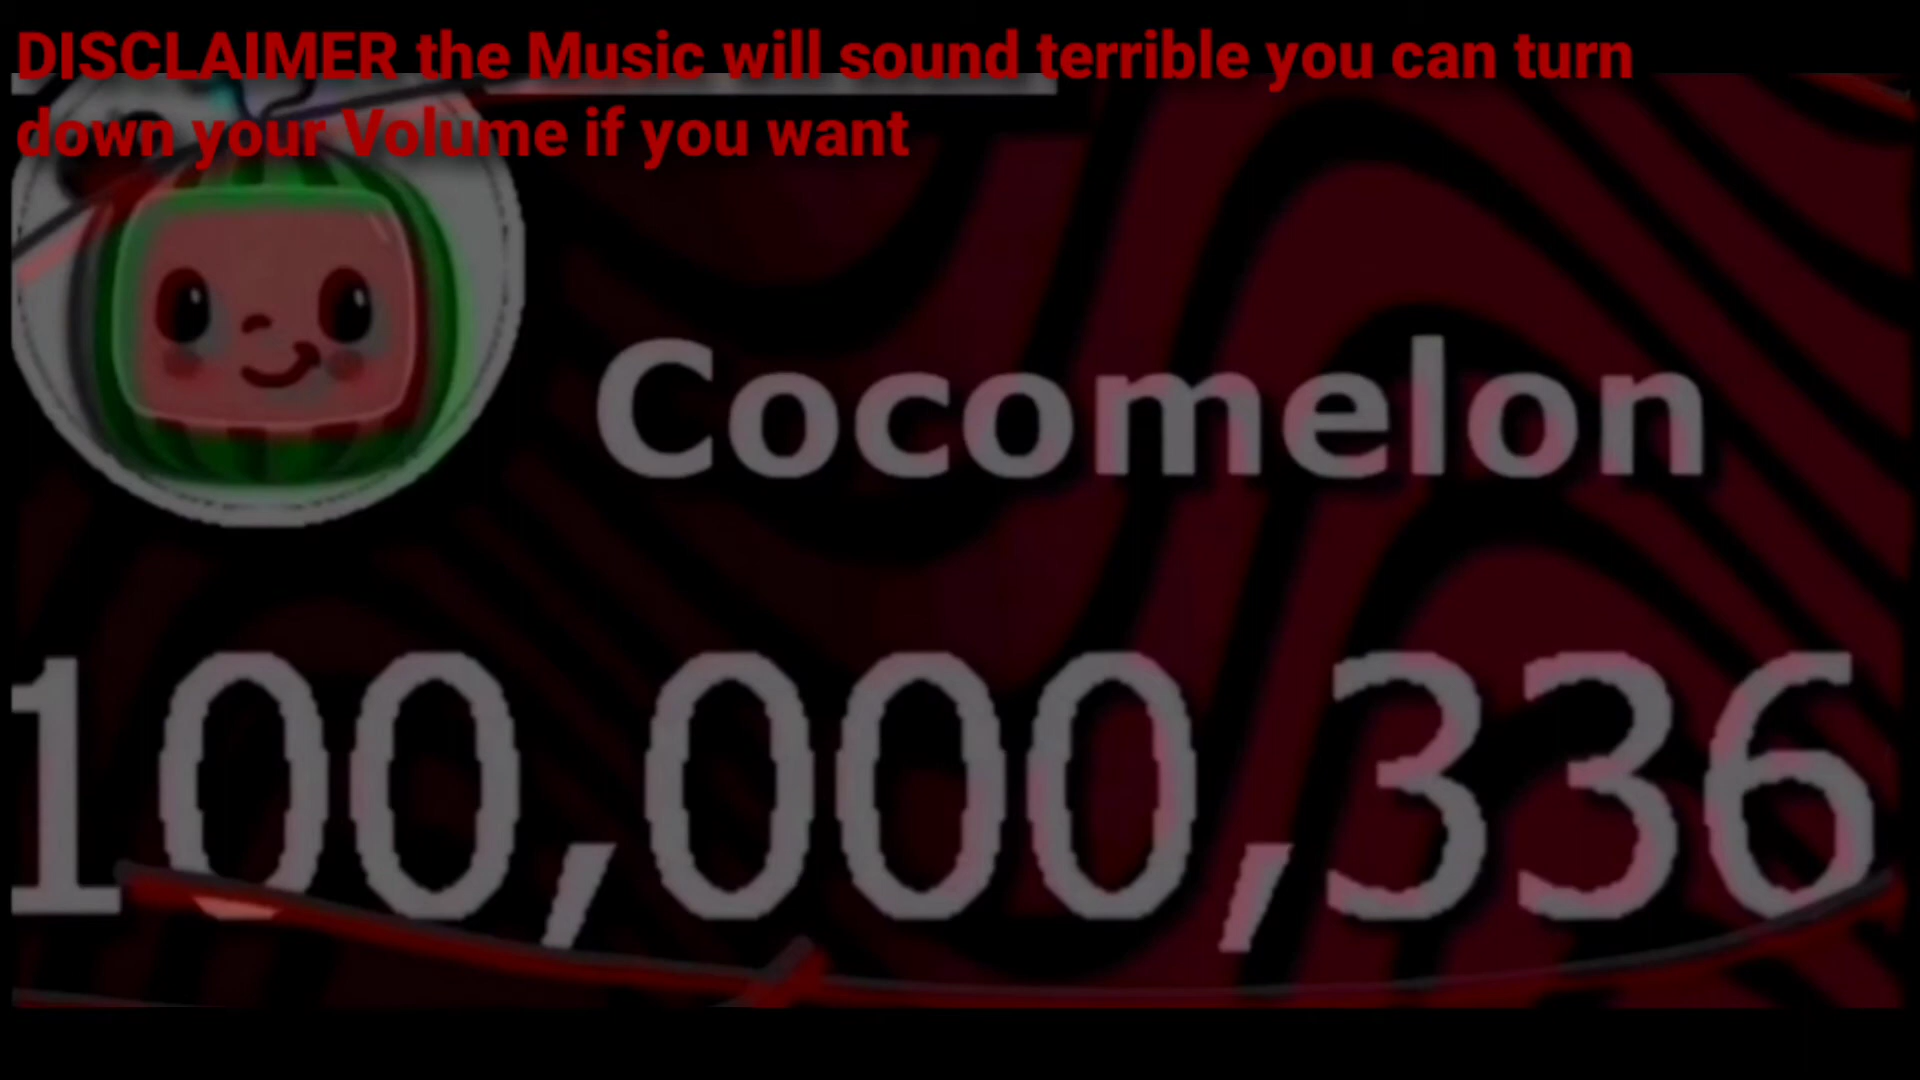 DISCLAIMER the Music will sound terrible you can turn
down your Volume if you want
Cocomelon
100,000,336